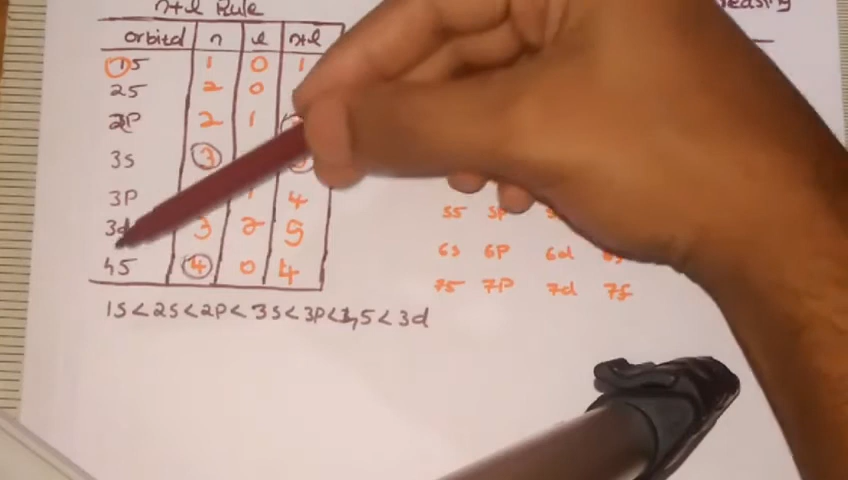 n+l Rule
easing
orbital n l n+l
1s 1 0 1
2s 2 0
2p 2 1
3s 3
3p 1 4
3d 3 2 5
4s 4 0 4
1s < 2s < 2p < 3s < 3p < 4s < 3d
5s 5p
6s 6p 6d
7s 7p 7d 7f